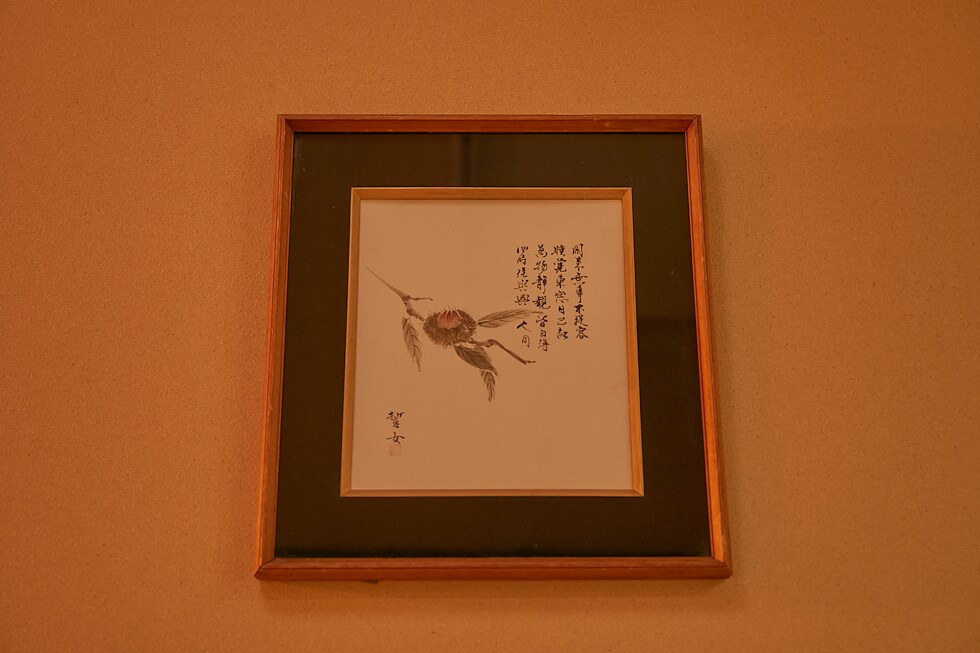 閑来無事不従容
睡覚東窓日已紅
萬物静観皆自得
四時佳興與人同
女